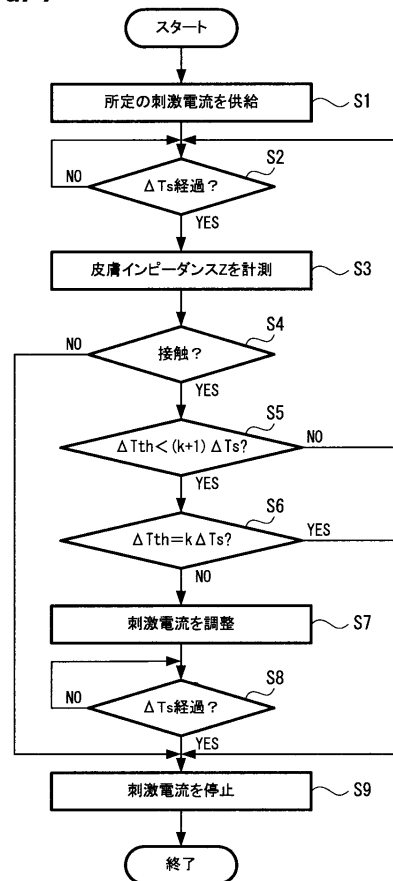 スタート
所定の刺激電流を供給 S1
S2
ΔTs経過？
NO
YES
皮膚インピーダンスZを計測 S3
S4
NO
接触？
YES
S5
ΔTth<(k+1)ΔTs?
NO
YES
S6
ΔTth=kΔTs?
YES
NO
刺激電流を調整 S7
S8
ΔTs経過？
NO
YES
刺激電流を停止 S9
終了